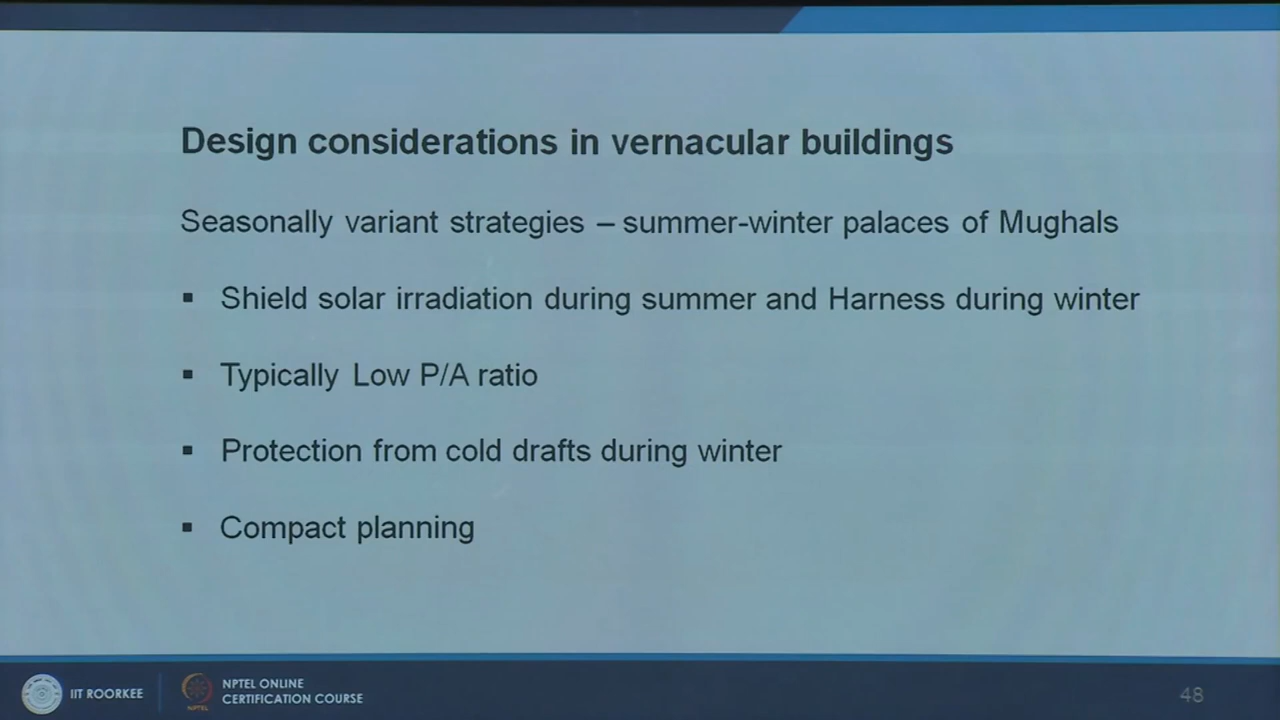 Design considerations in vernacular buildings
Seasonally variant strategies – summer-winter palaces of Mughals
▪ Shield solar irradiation during summer and Harness during winter
▪ Typically Low P/A ratio
▪ Protection from cold drafts during winter
▪ Compact planning
IIT ROORKEE
NPTEL
NPTEL ONLINE
CERTIFICATION COURSE
48